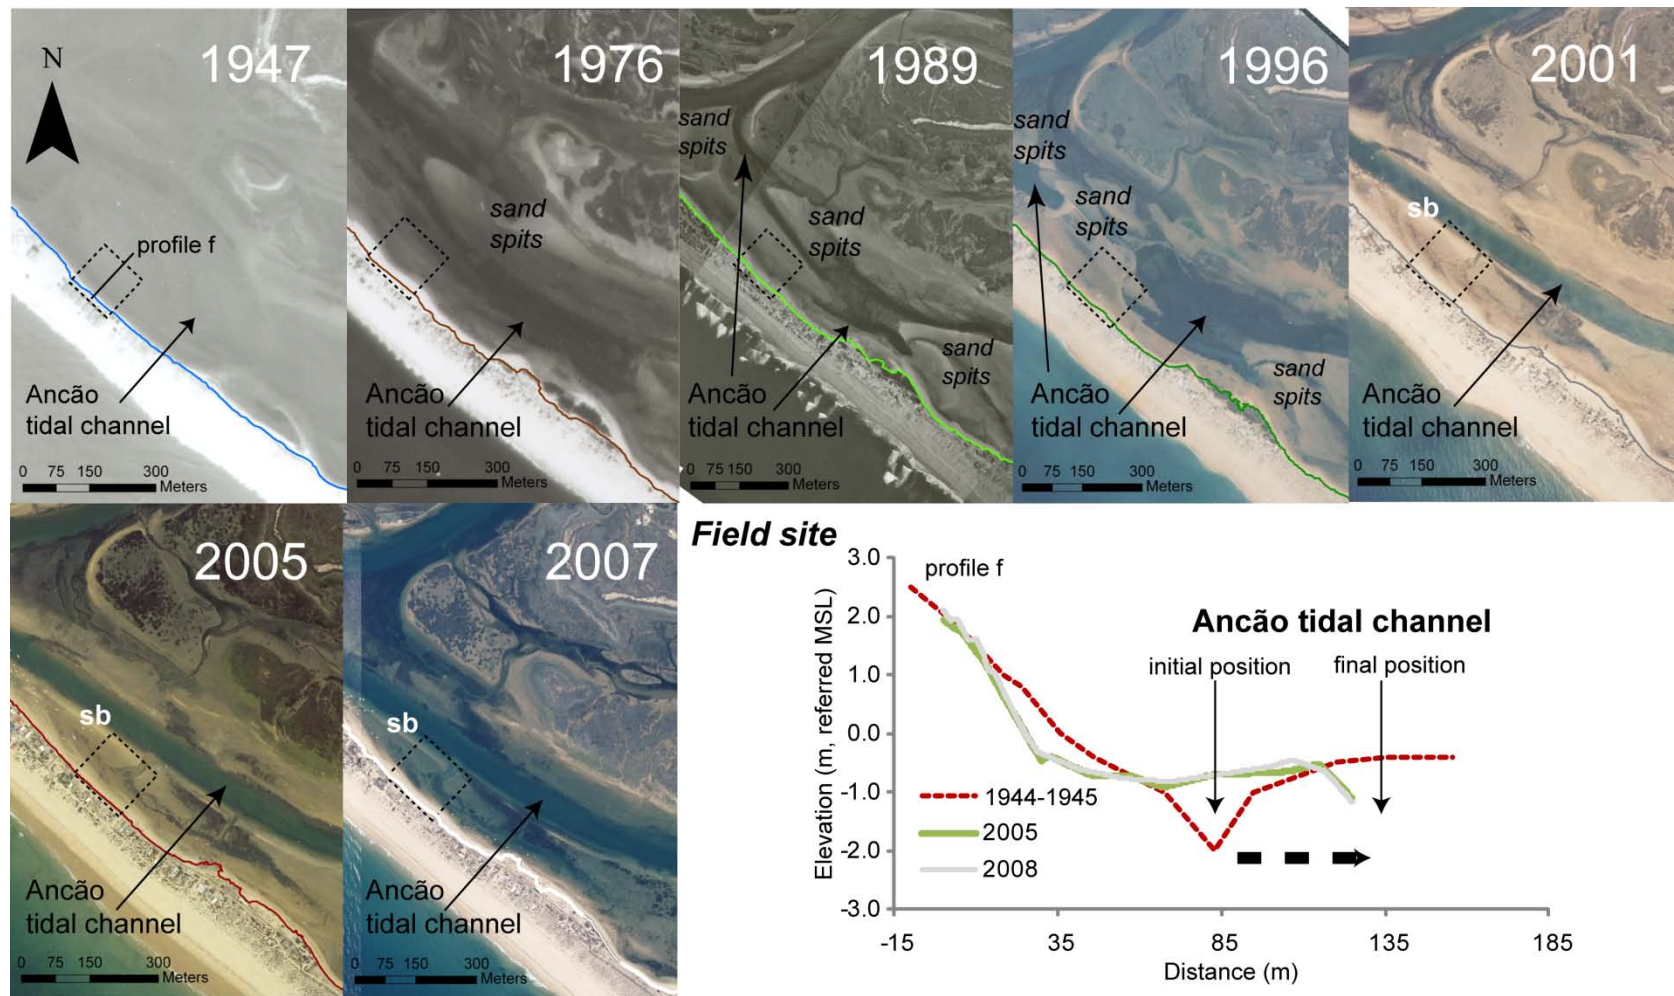 1947
N
profile f
Ancão
tidal channel
0 75 150 300
Meters
1976
sand
spits
Ancão
tidal channel
0 75 150 300
Meters
1989
sand
spits
sand
spits
sand
spits
Ancão
tidal channel
0 75 150 300
Meters
1996
sand
spits
sand
spits
sand
spits
Ancão
tidal channel
0 75 150 300
Meters
2001
sb
Ancão
tidal channel
0 75 150 300
Meters
2005
sb
Ancão
tidal channel
0 75 150 300
Meters
2007
sb
Ancão
tidal channel
0 75 150 300
Meters
Field site
profile f
Ancão tidal channel
initial position
final position
Elevation (m, referred MSL)
3.0
2.0
1.0
0.0
-1.0
-2.0
-3.0
1944-1945
2005
2008
-15 35 85 135 185
Distance (m)